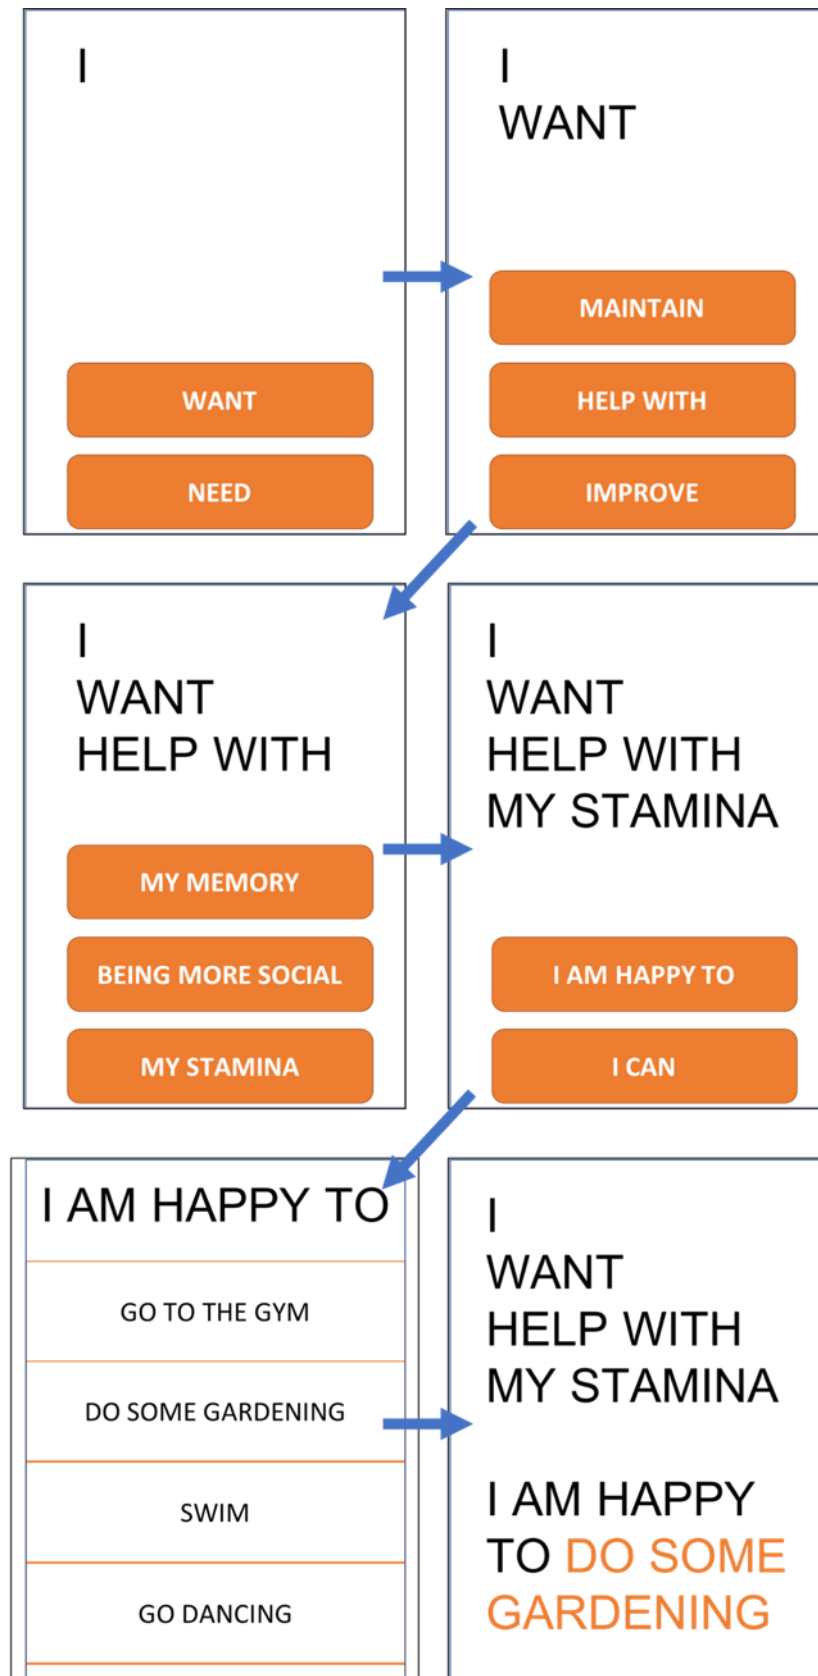 I
WANT
NEED
I
WANT
MAINTAIN
HELP WITH
IMPROVE
I
WANT
HELP WITH
MY MEMORY
BEING MORE SOCIAL
MY STAMINA
I
WANT
HELP WITH
MY STAMINA
I AM HAPPY TO
I CAN
I AM HAPPY TO
GO TO THE GYM
DO SOME GARDENING
SWIM
GO DANCING
I
WANT
HELP WITH
MY STAMINA
I AM HAPPY
TO DO SOME
GARDENING